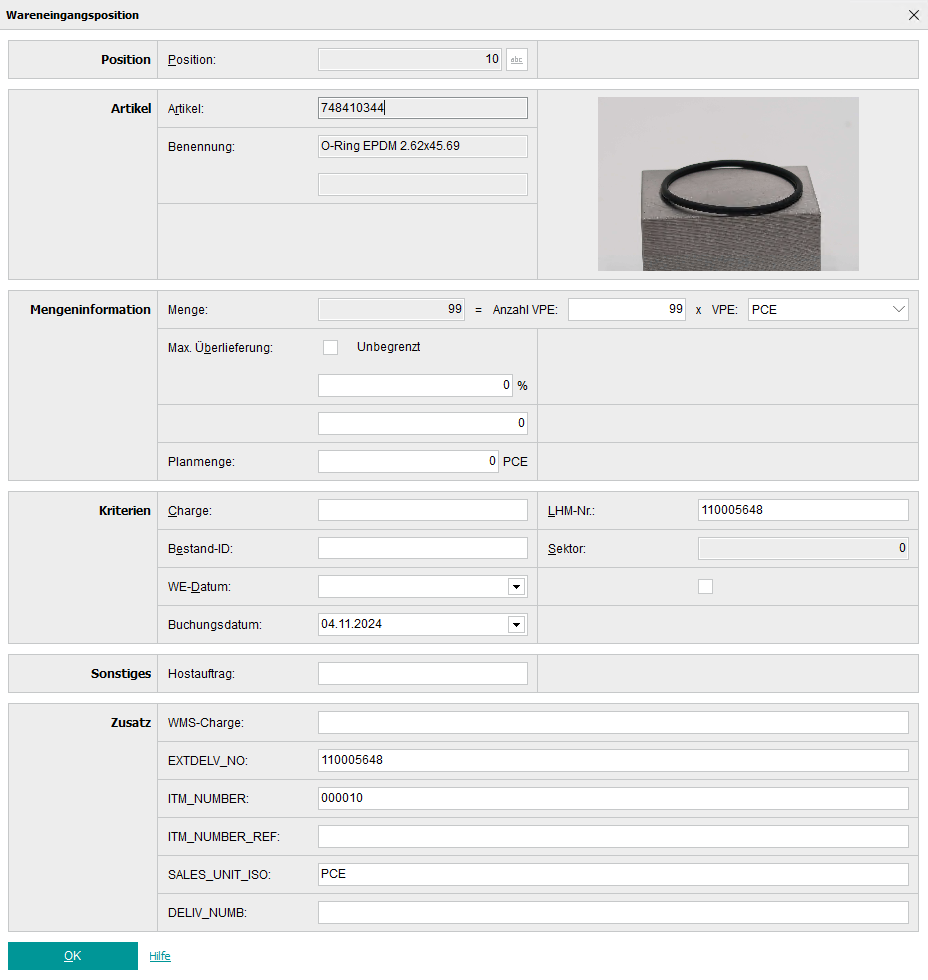 Wareneingangsposition
Position Position: 10 abc
Artikel Artikel: 748410344
Benennung: O-Ring EPDM 2.62x45.69
Mengeninformation Menge: 99 = Anzahl VPE: 99 x VPE: PCE
Max. Überlieferung: Unbegrenzt
0 %
0
Planmenge: 0 PCE
Kriterien Charge: LHM-Nr.: 110005648
Bestand-ID: Sektor: 0
WE-Datum:
Buchungsdatum: 04.11.2024
Sonstiges Hostauftrag:
Zusatz WMS-Charge:
EXTDELV_NO: 110005648
ITM_NUMBER: 000010
ITM_NUMBER_REF:
SALES_UNIT_ISO: PCE
DELIV_NUMB:
OK Hilfe